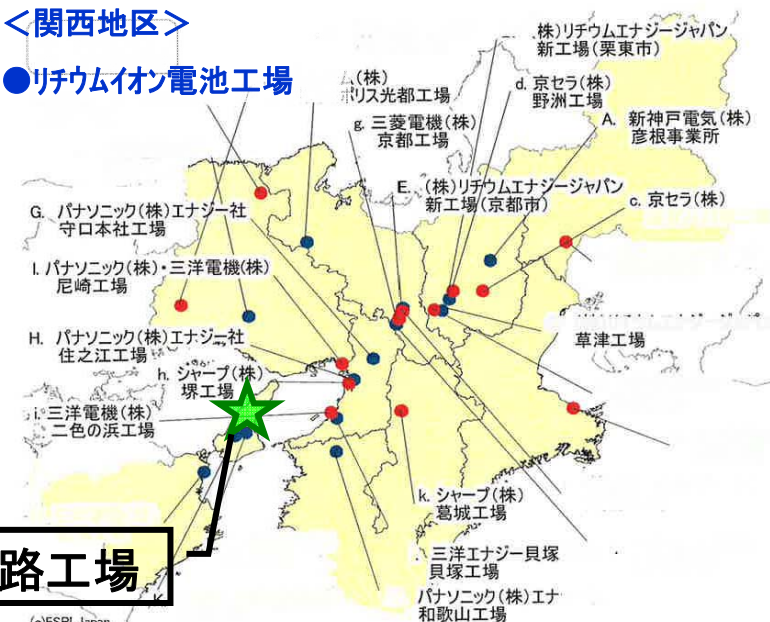 ＜関西地区＞
●リチウムイオン電池工場
株)リチウムエナジージャパン
新工場(栗東市)
(株)
ポリス光都工場
d. 京セラ(株)
野洲工場
g. 三菱電機(株)
京都工場
A. 新神戸電気(株)
彦根事業所
E. (株)リチウムエナジージャパン
新工場(京都市)
c. 京セラ(株)
G. パナソニック(株)エナジー社
守口本社工場
I. パナソニック(株)・三洋電機(株)
尼崎工場
H. パナソニック(株)エナジー社
住之江工場
草津工場
h. シャープ(株)
堺工場
i. 三洋電機(株)
二色の浜工場
k. シャープ(株)
葛城工場
三洋エナジー貝塚
貝塚工場
路工場
パナソニック(株)エナ
和歌山工場
K
(c)ESRI Japan